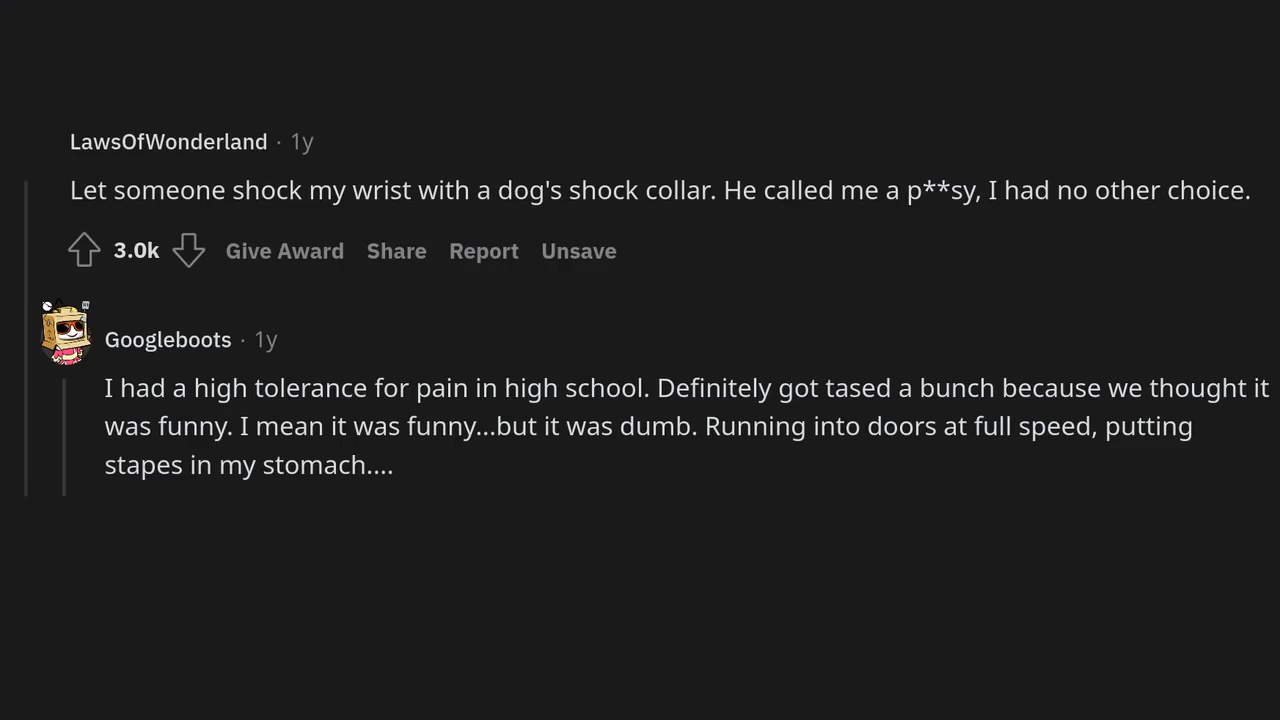 LawsOfWonderland · 1y
Let someone shock my wrist with a dog's shock collar. He called me a p**sy, I had no other choice.
3.0k Give Award Share Report Unsave
Googleboots · 1y
I had a high tolerance for pain in high school. Definitely got tased a bunch because we thought it
was funny. I mean it was funny...but it was dumb. Running into doors at full speed, putting
stapes in my stomach....